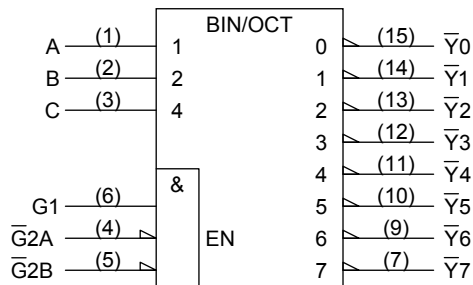 BIN/OCT
A (1) 1 0 (15) Y̅0
B (2) 2 1 (14) Y̅1
C (3) 4 2 (13) Y̅2
3 (12) Y̅3
& 4 (11) Y̅4
G1 (6) 5 (10) Y̅5
G̅2A (4) EN 6 (9) Y̅6
G̅2B (5) 7 (7) Y̅7